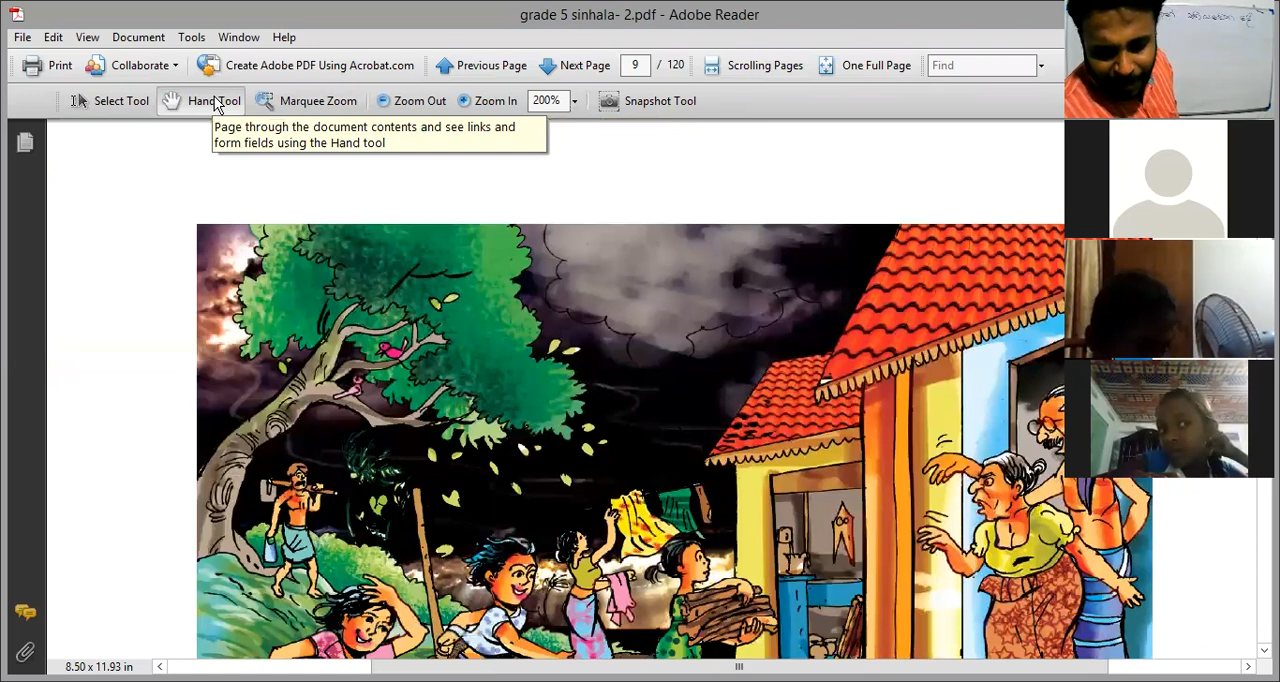 grade 5 sinhala- 2.pdf - Adobe Reader
File Edit View Document Tools Window Help
Print Collaborate Create Adobe PDF Using Acrobat.com Previous Page Next Page 9 / 120 Scrolling Pages One Full Page Find
Select Tool Hand Tool Marquee Zoom Zoom Out Zoom In 200% Snapshot Tool
Page through the document contents and see links and
form fields using the Hand tool
8.50 x 11.93 in